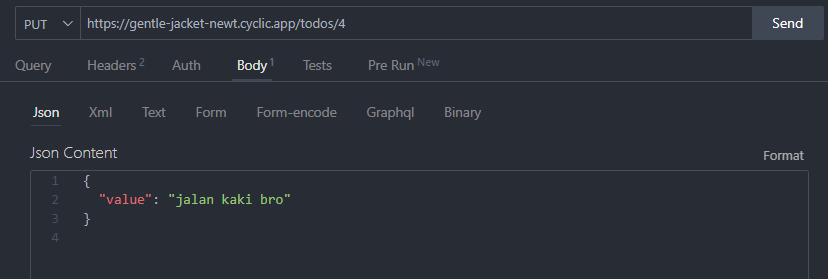 PUT https://gentle-jacket-newt.cyclic.app/todos/4 Send
Query Headers 2 Auth Body 1 Tests Pre Run New
Json Xml Text Form Form-encode Graphql Binary
Json Content
Format
1 {
2 "value": "jalan kaki bro"
3 }
4